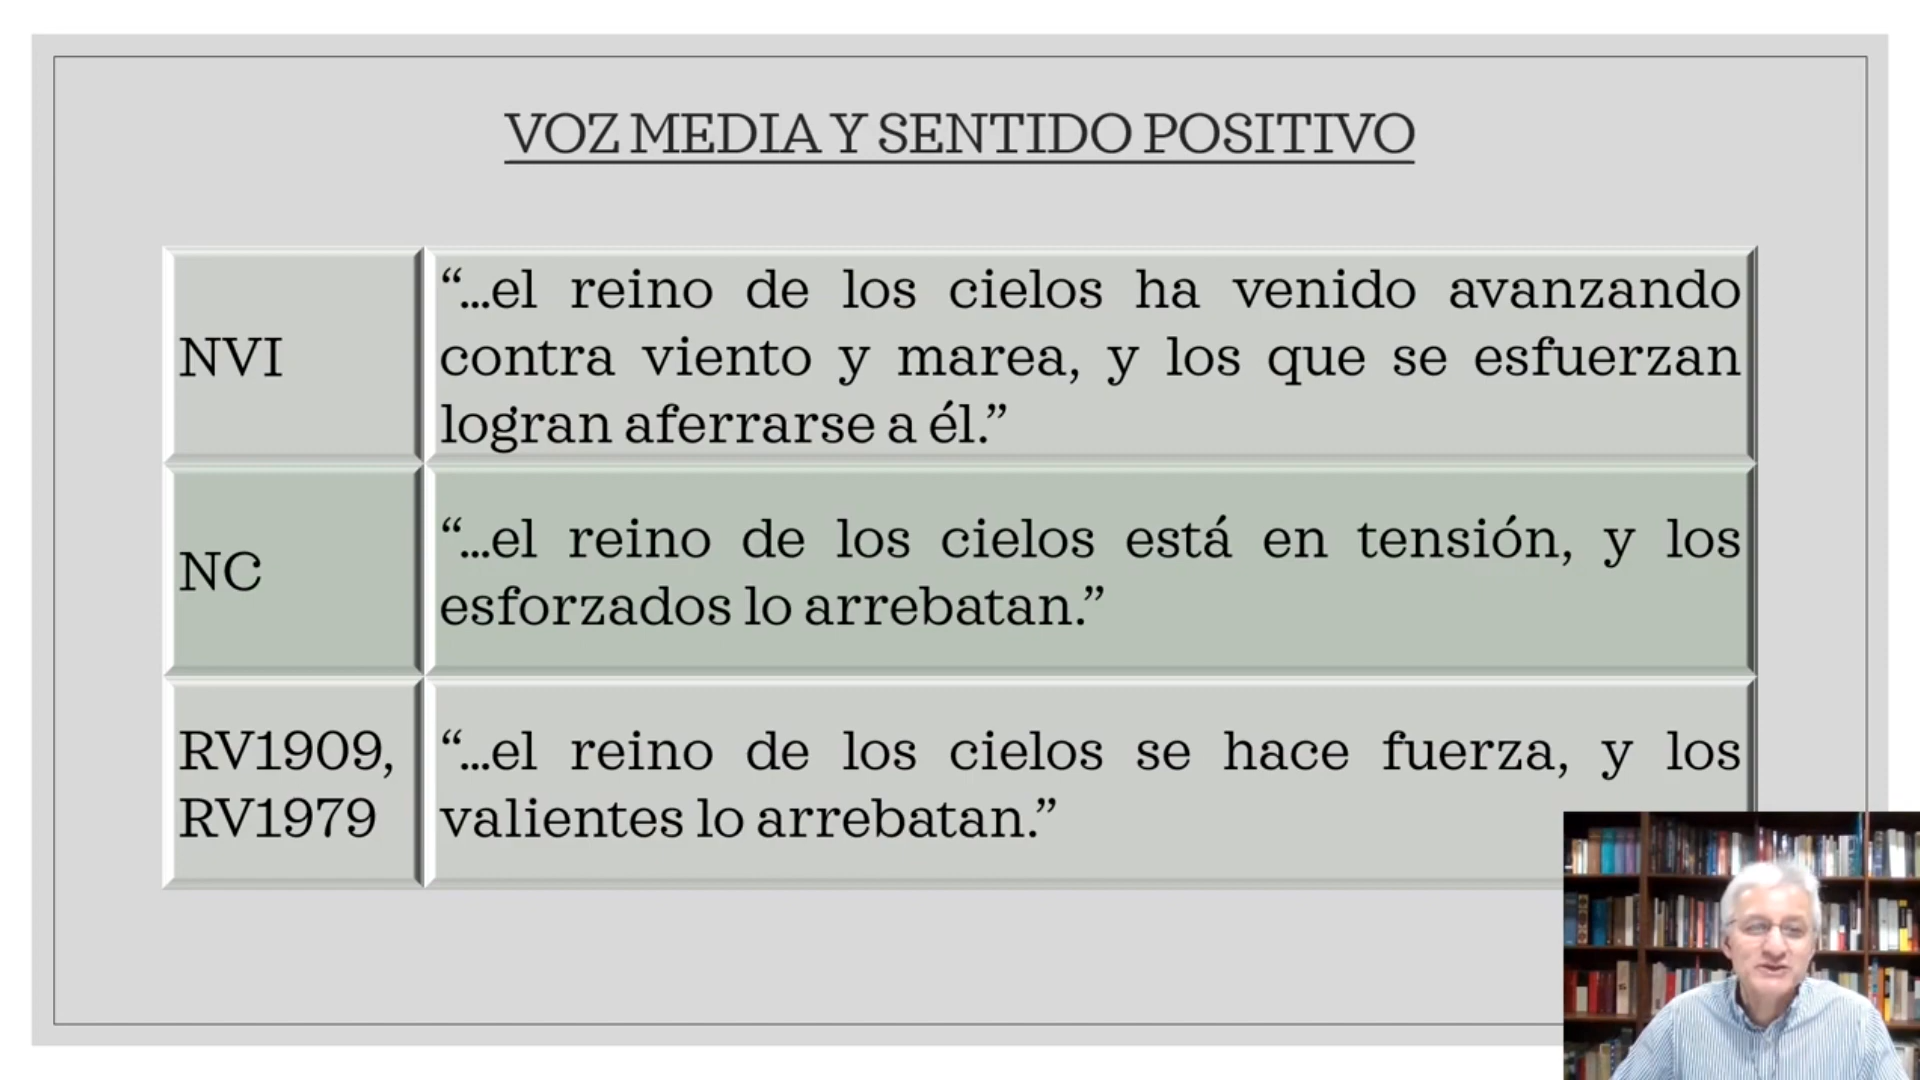 VOZ MEDIA Y SENTIDO POSITIVO
NVI
“...el reino de los cielos ha venido avanzando
contra viento y marea, y los que se esfuerzan
logran aferrarse a él.”
NC
“...el reino de los cielos está en tensión, y los
esforzados lo arrebatan.”
RV1909,
RV1979
“...el reino de los cielos se hace fuerza, y los
valientes lo arrebatan.”